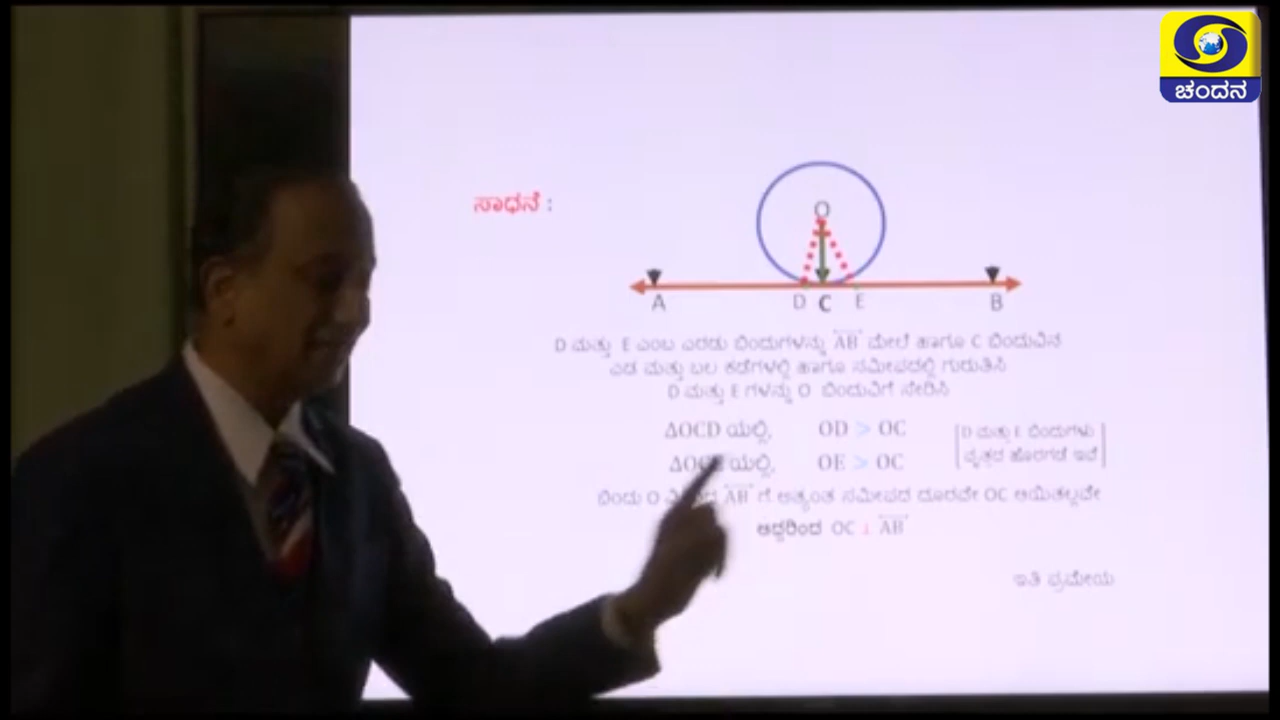 ಚಂದನ
ಸಾಧನೆ :
O
A D C E B
D ಮತ್ತು E ಎಂಬ ಎರಡು ಬಿಂದುಗಳನ್ನು AB ಮೇಲೆ ಹಾಗೂ C ಬಿಂದುವಿನ
ಎಡ ಮತ್ತು ಬಲ ಕಡೆಗಳಲ್ಲಿ ಹಾಗೂ ಸಮೀಪದಲ್ಲಿ ಗುರುತಿಸಿ
D ಮತ್ತು E ಗಳನ್ನು O ಬಿಂದುವಿಗೆ ಸೇರಿಸಿ
ΔOCD ಯಲ್ಲಿ, OD > OC [D ಮತ್ತು E ಬಿಂದುಗಳು
ಯಲ್ಲಿ, OE > OC ವೃತ್ತದ ಹೊರಗಡೆ ಇವೆ]
ಬಿಂದು O AB ಗೆ ಅತ್ಯಂತ ಸಮೀಪದ ದೂರವೇ OC ಆಯಿತಲ್ಲವೇ
ಆದ್ದರಿಂದ OC ⊥ AB
ಇತಿ ಪ್ರಮೇಯ